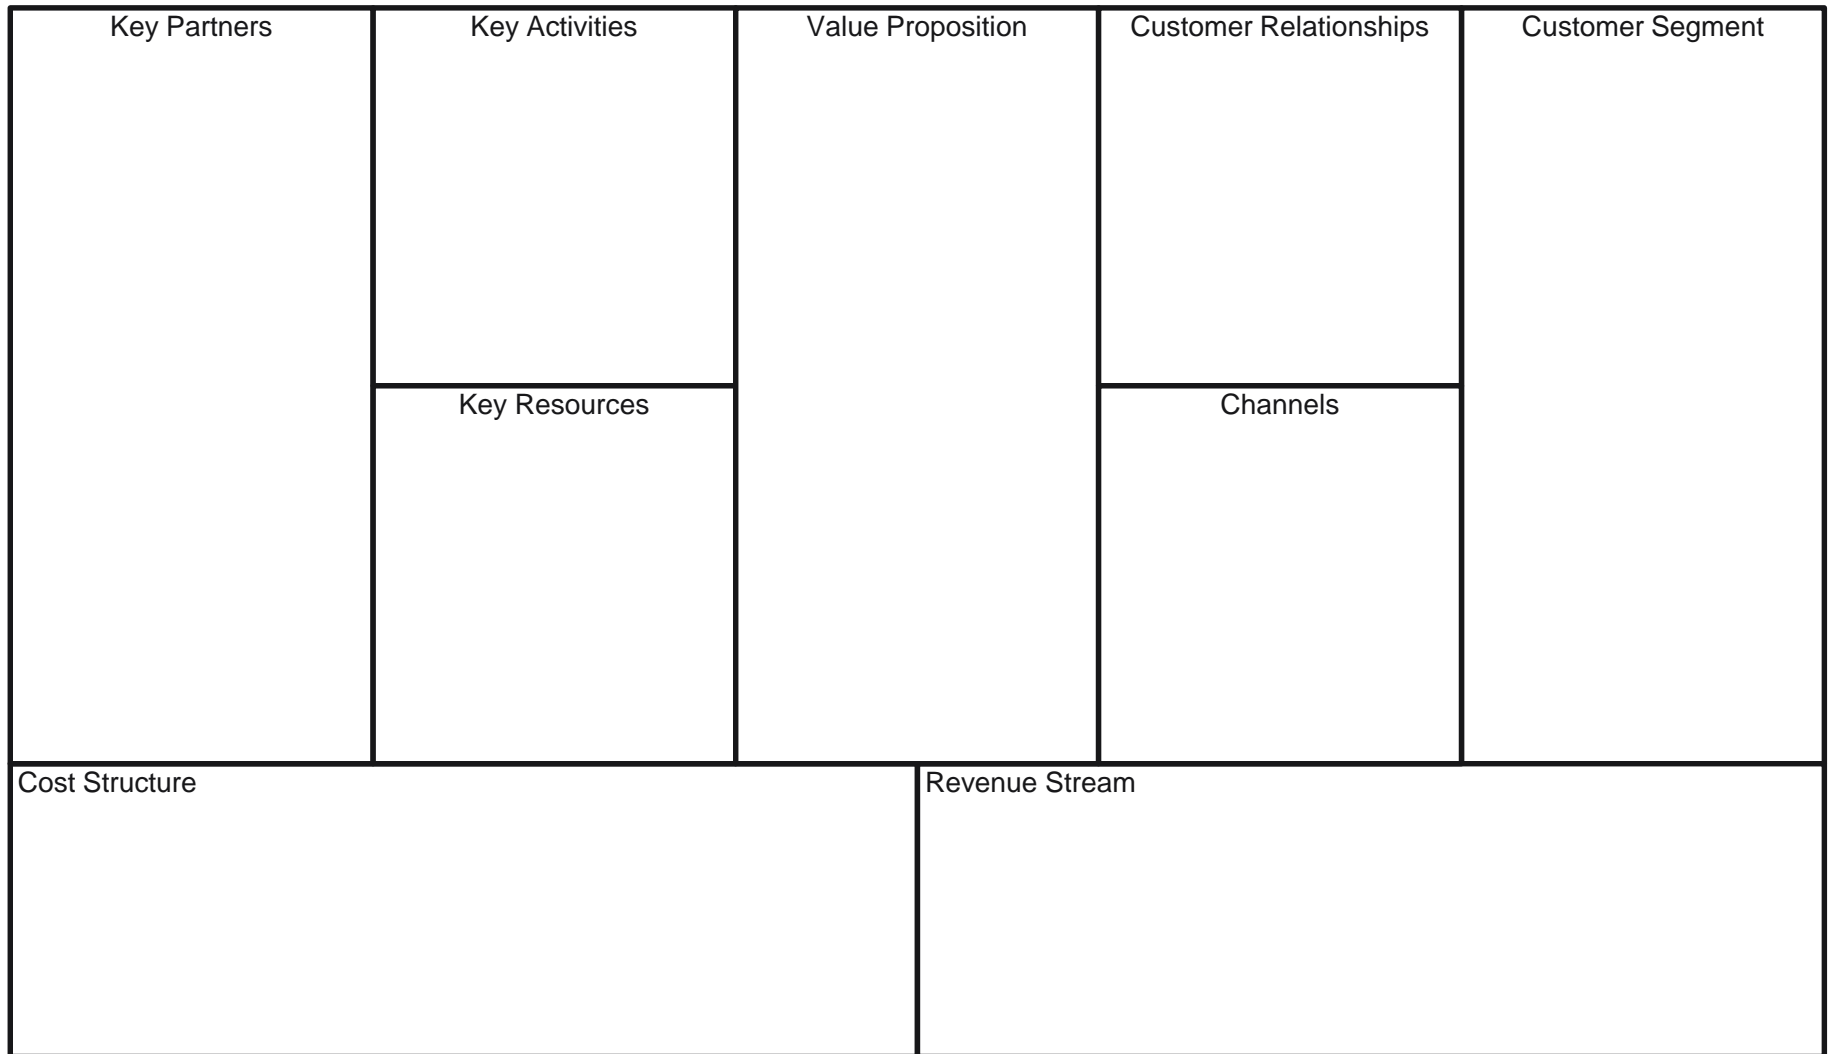 Key Partners
Key Activities
Value Proposition
Customer Relationships
Customer Segment
Key Resources
Channels
Cost Structure
Revenue Stream